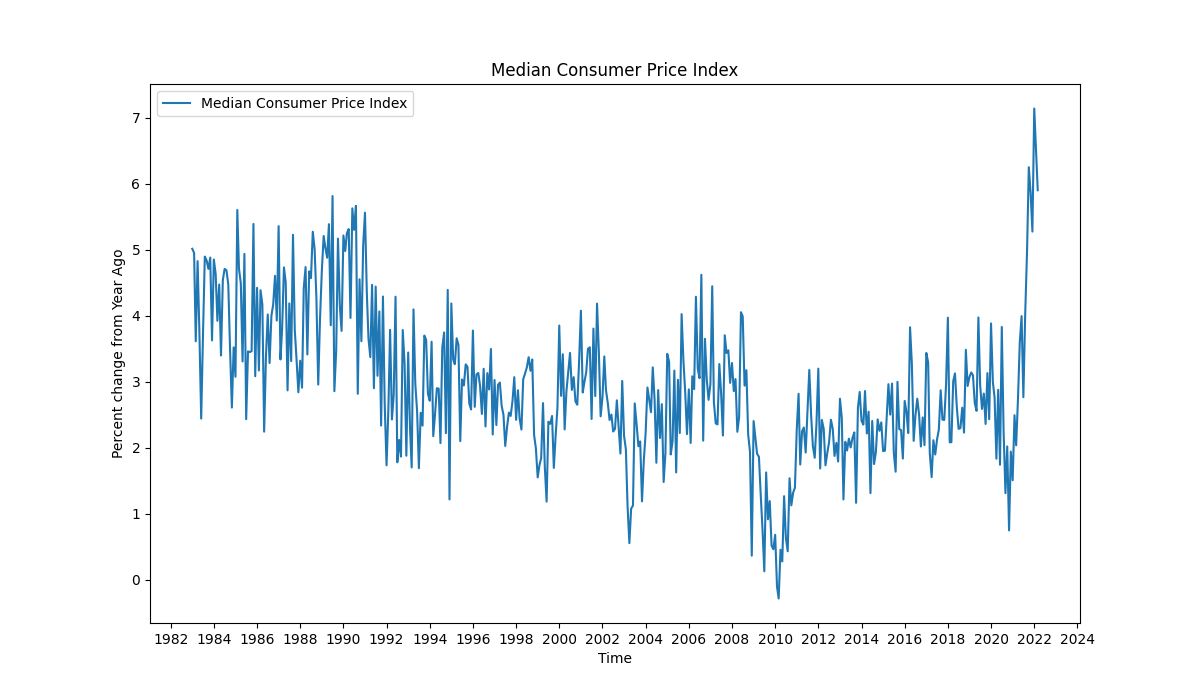 Median Consumer Price Index
Median Consumer Price Index
Percent change from Year Ago
7
6
5
4
3
2
1
0
1982 1984 1986 1988 1990 1992 1994 1996 1998 2000 2002 2004 2006 2008 2010 2012 2014 2016 2018 2020 2022 2024
Time